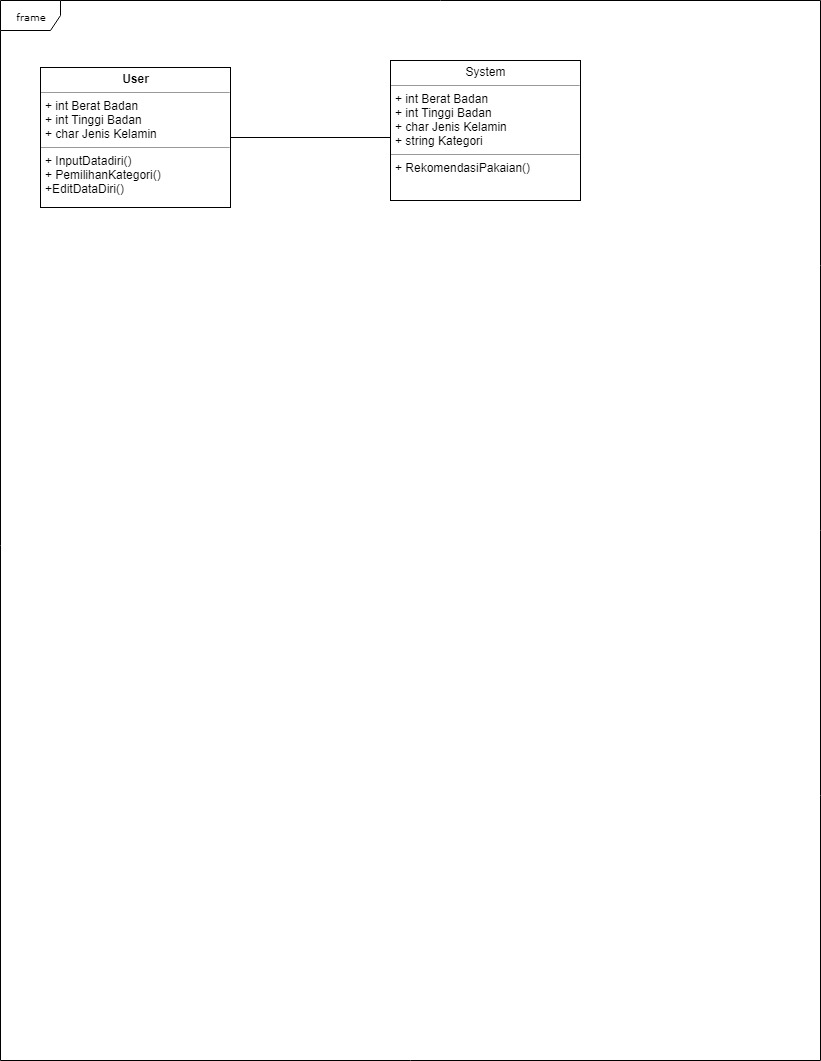 frame
User
+ int Berat Badan
+ int Tinggi Badan
+ char Jenis Kelamin
+ InputDatadiri()
+ PemilihanKategori()
+EditDataDiri()
System
+ int Berat Badan
+ int Tinggi Badan
+ char Jenis Kelamin
+ string Kategori
+ RekomendasiPakaian()